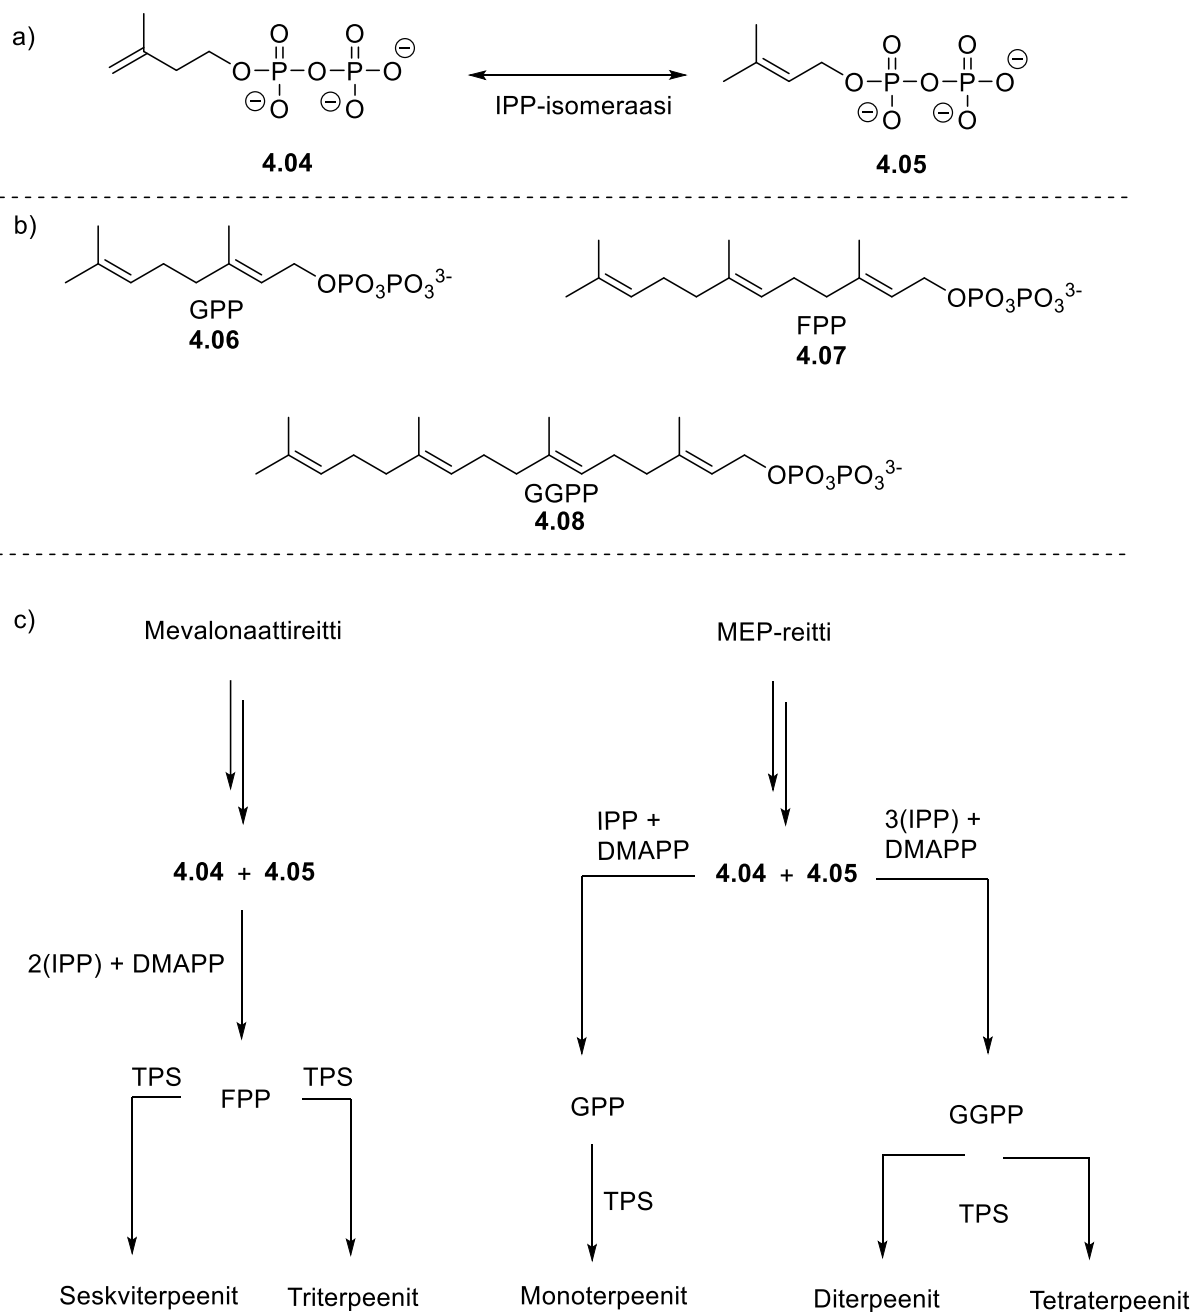 a)
O O
O P O P O
O O
IPP-isomeraasi
O O
O P O P O
O O
4.04
4.05
b)
OPO₃PO₃³⁻
GPP
4.06
OPO₃PO₃³⁻
FPP
4.07
OPO₃PO₃³⁻
GGPP
4.08
c)
Mevalonaattireitti
MEP-reitti
IPP +
DMAPP
3(IPP) +
DMAPP
4.04 + 4.05
4.04 + 4.05
2(IPP) + DMAPP
TPS
FPP
TPS
GPP
GGPP
TPS
TPS
Seskviterpeenit
Triterpeenit
Monoterpeenit
Diterpeenit
Tetraterpeenit